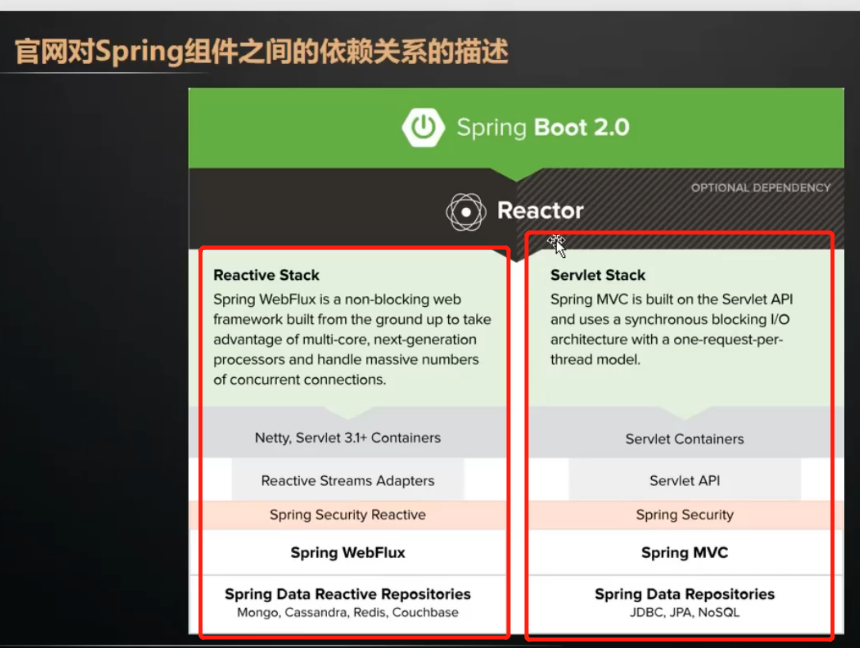 官网对Spring组件之间的依赖关系的描述
Spring Boot 2.0
OPTIONAL DEPENDENCY
Reactor
Reactive Stack
Spring WebFlux is a non-blocking web
framework built from the ground up to take
advantage of multi-core, next-generation
processors and handle massive numbers
of concurrent connections.
Netty, Servlet 3.1+ Containers
Reactive Streams Adapters
Spring Security Reactive
Spring WebFlux
Spring Data Reactive Repositories
Mongo, Cassandra, Redis, Couchbase
Servlet Stack
Spring MVC is built on the Servlet API
and uses a synchronous blocking I/O
architecture with a one-request-per-
thread model.
Servlet Containers
Servlet API
Spring Security
Spring MVC
Spring Data Repositories
JDBC, JPA, NoSQL